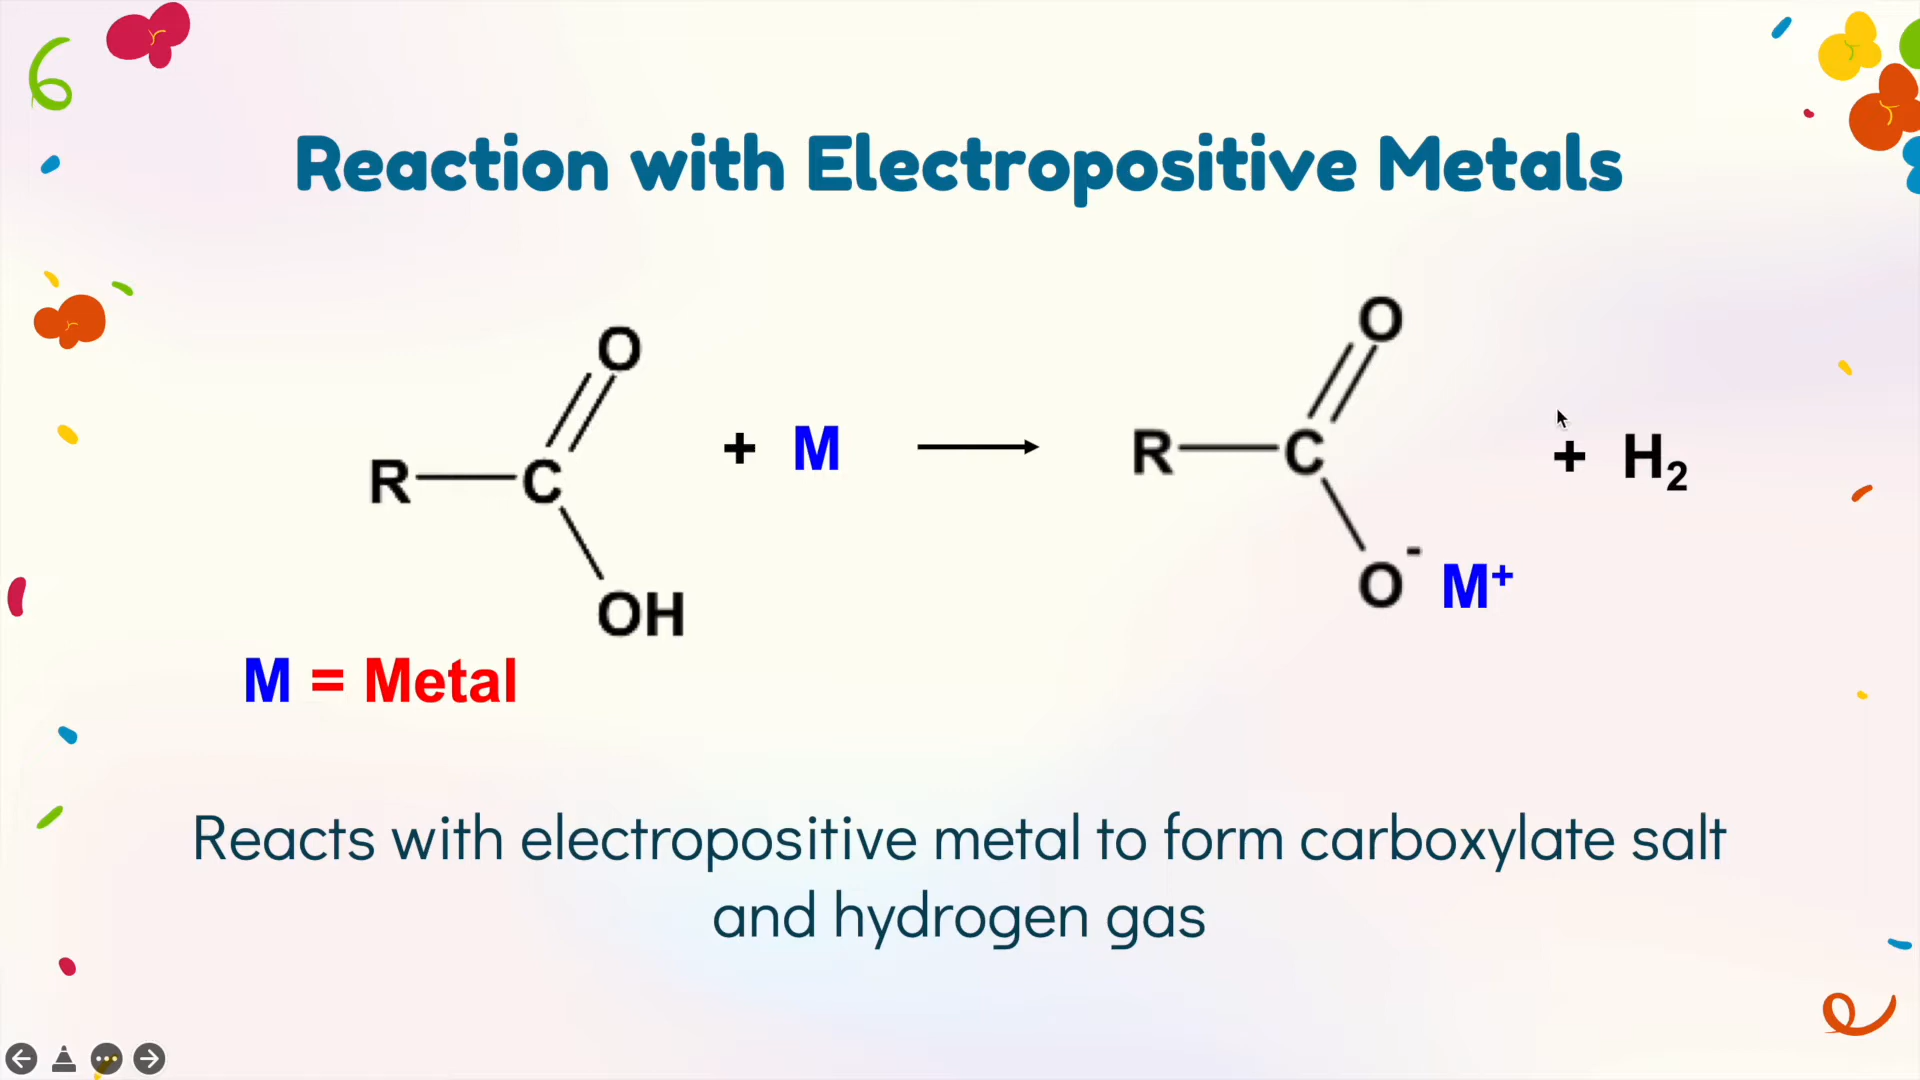 Reaction with Electropositive Metals
O
R C
OH
+ M
O
R C
O- M+
+ H2
M = Metal
Reacts with electropositive metal to form carboxylate salt
and hydrogen gas